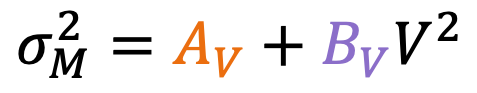 σ_M^2 = A_V + B_V V^2